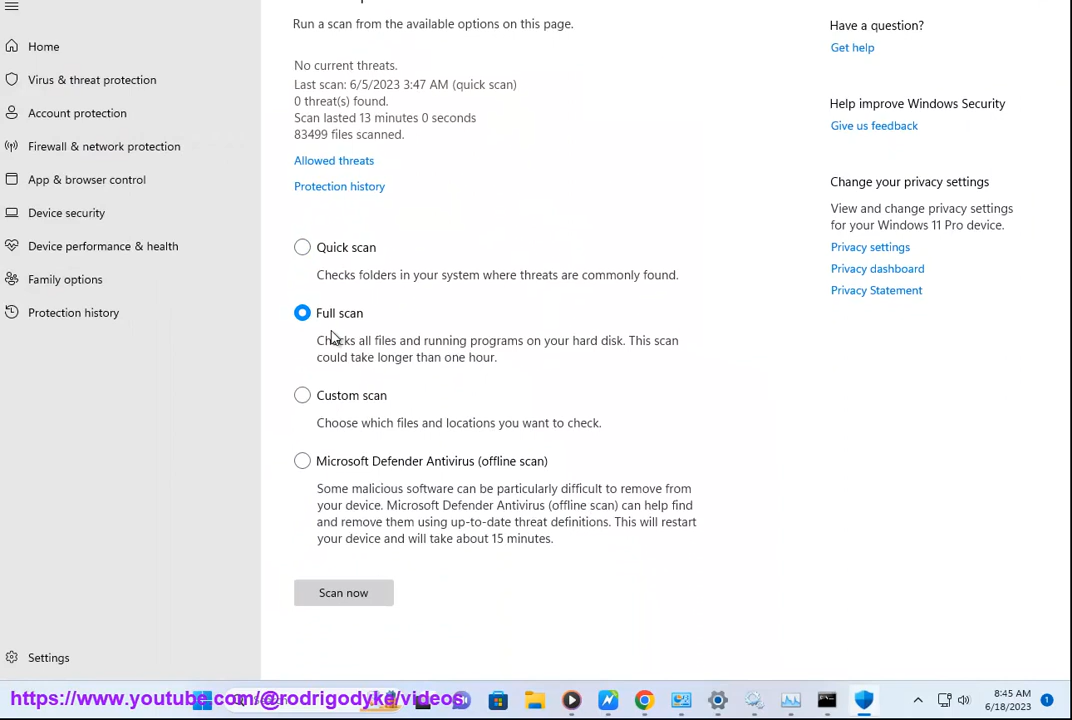 Run a scan from the available options on this page.
No current threats.
Last scan: 6/5/2023 3:47 AM (quick scan)
0 threat(s) found.
Scan lasted 13 minutes 0 seconds
83499 files scanned.
Allowed threats
Protection history
Quick scan
Checks folders in your system where threats are commonly found.
Full scan
Checks all files and running programs on your hard disk. This scan
could take longer than one hour.
Custom scan
Choose which files and locations you want to check.
Microsoft Defender Antivirus (offline scan)
Some malicious software can be particularly difficult to remove from
your device. Microsoft Defender Antivirus (offline scan) can help find
and remove them using up-to-date threat definitions. This will restart
your device and will take about 15 minutes.
Scan now
Home
Virus & threat protection
Account protection
Firewall & network protection
App & browser control
Device security
Device performance & health
Family options
Protection history
Settings
Have a question?
Get help
Help improve Windows Security
Give us feedback
Change your privacy settings
View and change privacy settings
for your Windows 11 Pro device.
Privacy settings
Privacy dashboard
Privacy Statement
https://www.youtube.com/@rodrigodyke/videos
8:45 AM
6/18/2023
1